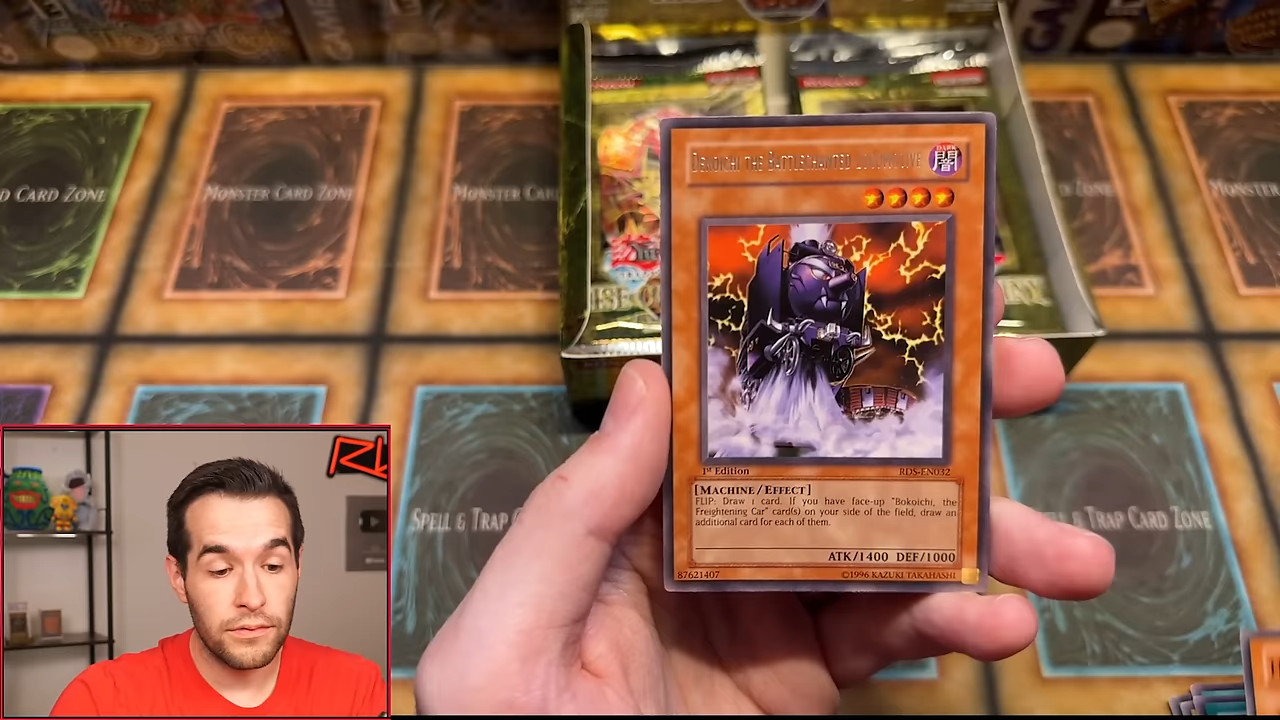 CARD ZONE
MONSTER CARD ZONE
MONSTER CARD ZONE
DEKOICHI THE BATTLECHANTED LOCOMOTIVE
DARK
闇
1st Edition
RDS-EN032
[MACHINE/EFFECT]
FLIP: Draw 1 card. If you have face-up "Bokoichi, the
Freightening Car" card(s) on your side of the field, draw an
additional card for each of them.
ATK/1400 DEF/1000
87621407
©1996 KAZUKI TAKAHASHI
SPELL & TRAP
& TRAP CARD ZONE